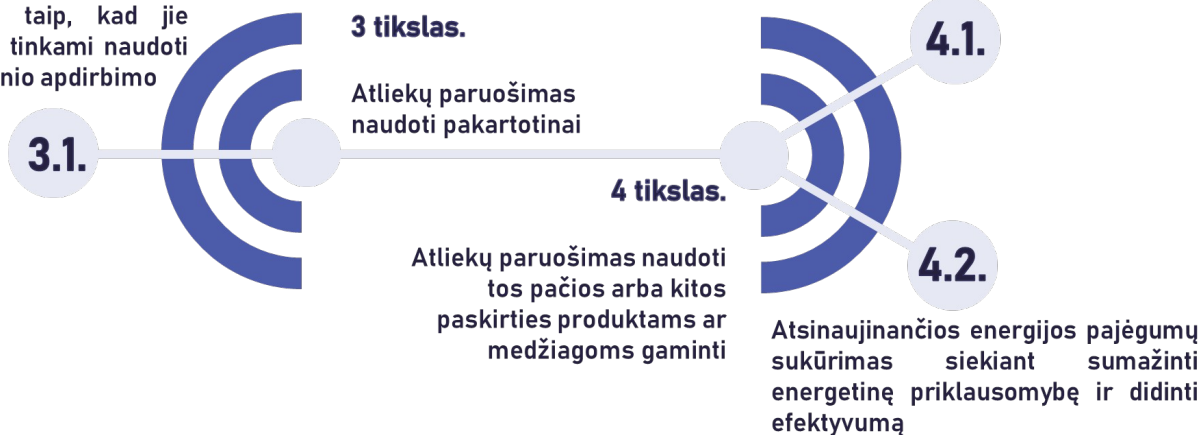 taip, kad jie
tinkami naudoti
nio apdirbimo
3.1.
3 tikslas.
Atliekų paruošimas
naudoti pakartotinai
4 tikslas.
Atliekų paruošimas naudoti
tos pačios arba kitos
paskirties produktams ar
medžiagoms gaminti
4.1.
4.2.
Atsinaujinančios energijos pajėgumų
sukūrimas siekiant sumažinti
energetinę priklausomybę ir didinti
efektyvumą